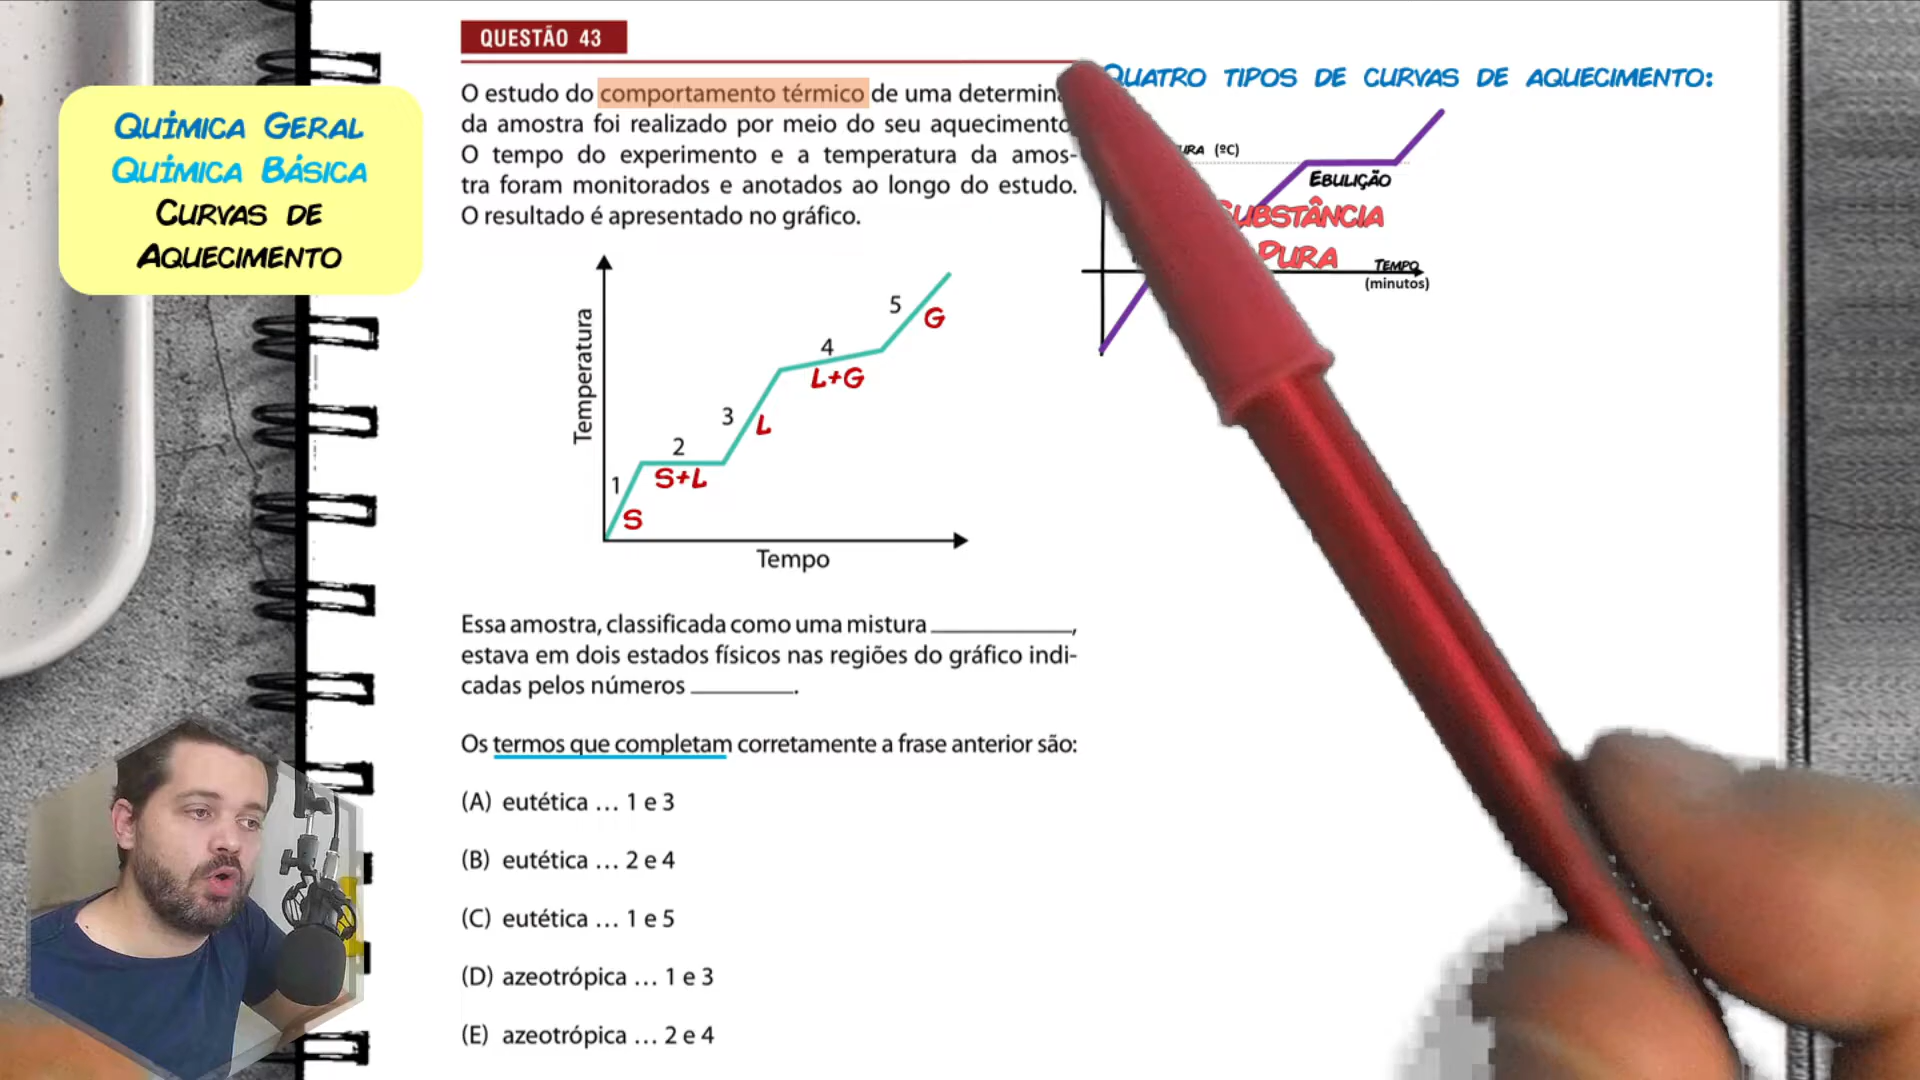 QUÍMICA GERAL
QUÍMICA BÁSICA
CURVAS DE
AQUECIMENTO
QUESTÃO 43
O estudo do comportamento térmico de uma determina
da amostra foi realizado por meio do seu aquecimento
O tempo do experimento e a temperatura da amos-
tra foram monitorados e anotados ao longo do estudo.
O resultado é apresentado no gráfico.
Temperatura
5
G
4
L+G
3
L
2
S+L
1
S
Tempo
Essa amostra, classificada como uma mistura ____________,
estava em dois estados físicos nas regiões do gráfico indi-
cadas pelos números _________.
Os termos que completam corretamente a frase anterior são:
(A) eutética … 1 e 3
(B) eutética … 2 e 4
(C) eutética … 1 e 5
(D) azeotrópica … 1 e 3
(E) azeotrópica … 2 e 4
QUATRO TIPOS DE CURVAS DE AQUECIMENTO:
(ºC)
EBULIÇÃO
SUBSTÂNCIA
PURA
TEMPO
(minutos)